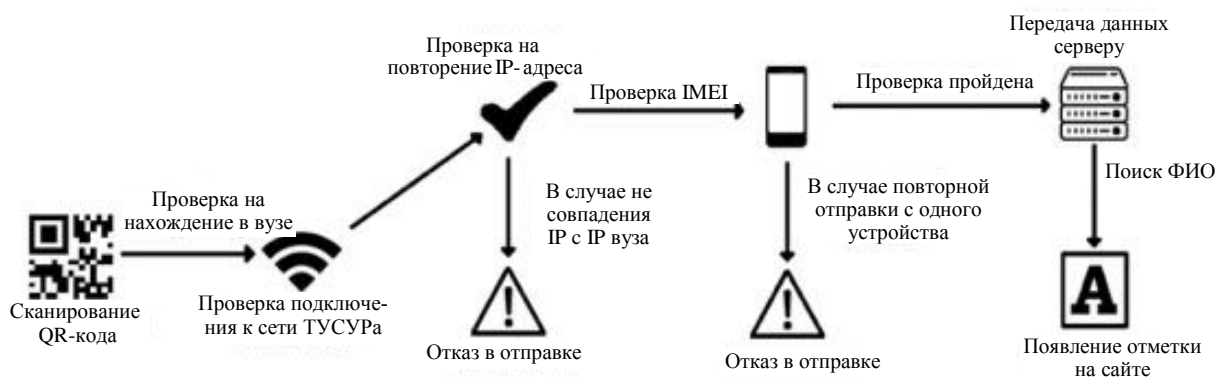 Проверка на
повторение IP- адреса
Передача данных
серверу
Проверка IMEI
Проверка пройдена
Проверка на
нахождение в вузе
В случае не
совпадения
IP с IP вуза
В случае повторной
отправки с одного
устройства
Поиск ФИО
Сканирование
QR-кода
Проверка подключе-
ния к сети ТУСУРа
Отказ в отправке
Отказ в отправке
A
Появление отметки
на сайте